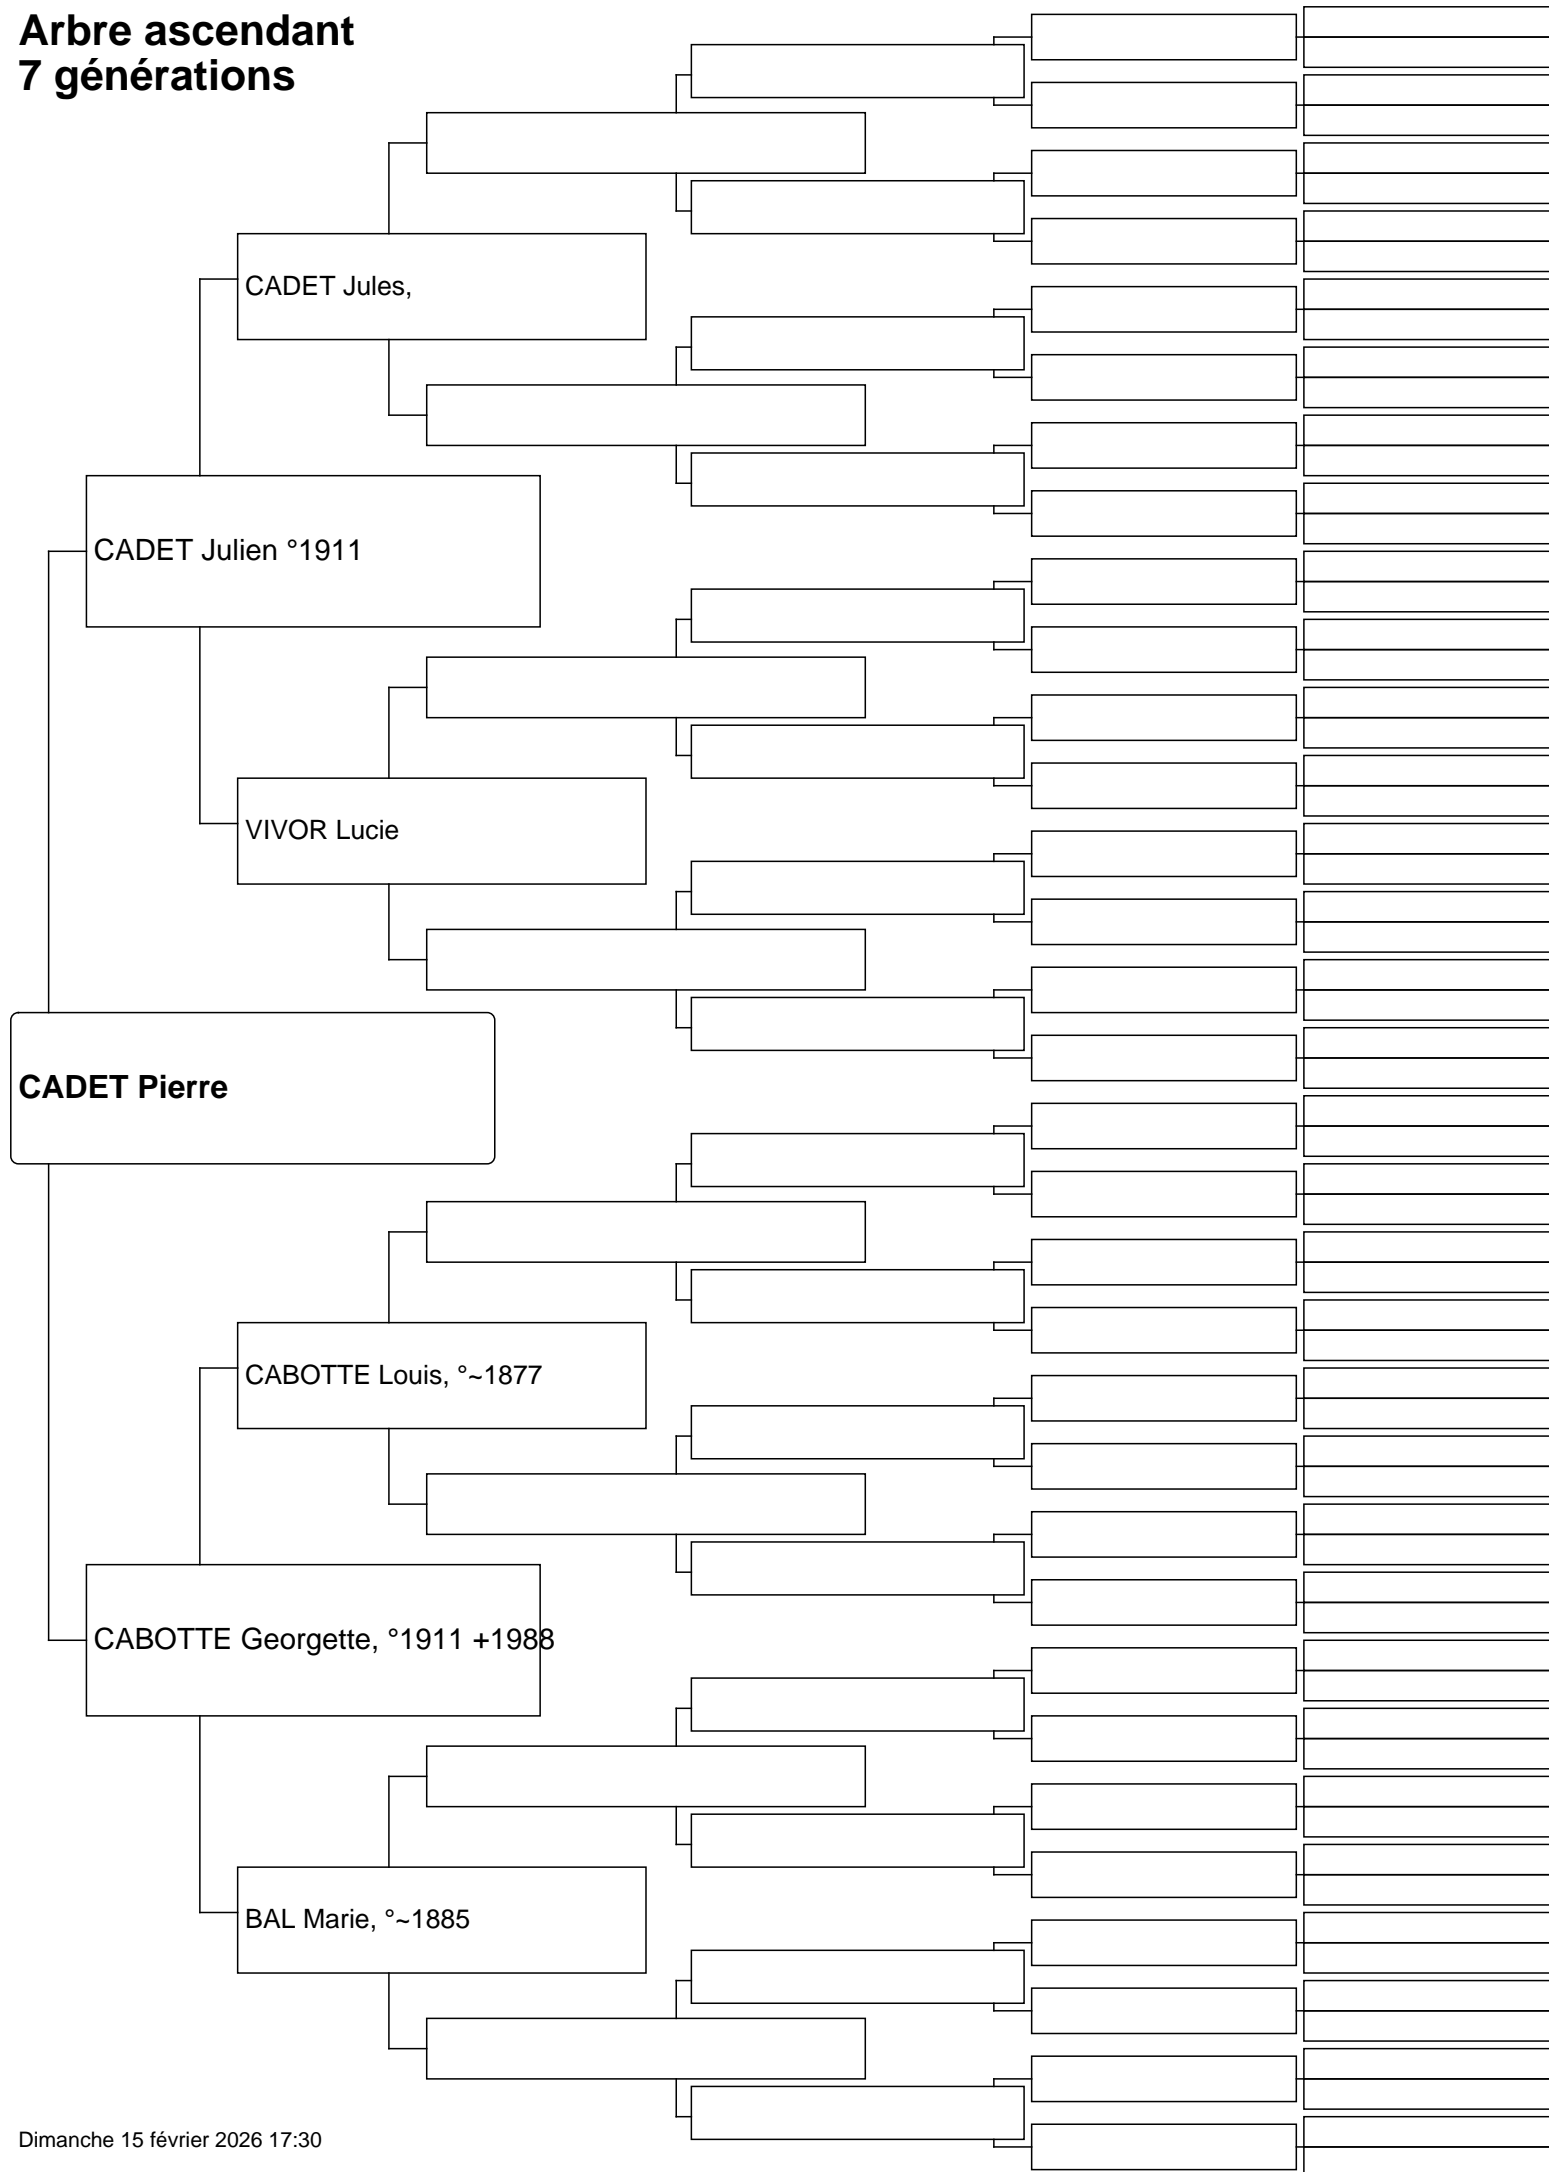 Arbre ascendant
7 générations
CADET Jules,
CADET Julien °1911
VIVOR Lucie
CADET Pierre
CABOTTE Louis, °~1877
CABOTTE Georgette, °1911 +1988
BAL Marie, °~1885
Dimanche 15 février 2026 17:30